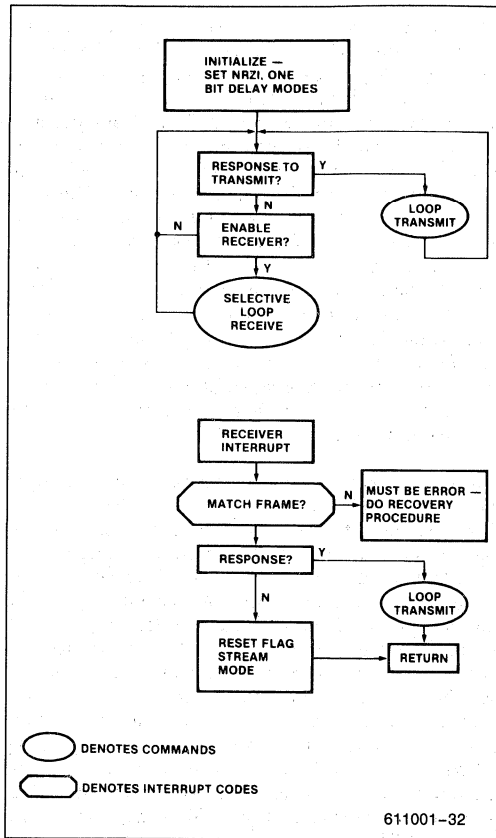 INITIALIZE —
SET NRZI, ONE
BIT DELAY MODES
RESPONSE TO
TRANSMIT?
Y
N
LOOP
TRANSMIT
ENABLE
RECEIVER?
N
Y
SELECTIVE
LOOP
RECEIVE
RECEIVER
INTERRUPT
MATCH FRAME?
N
MUST BE ERROR —
DO RECOVERY
PROCEDURE
RESPONSE?
Y
N
LOOP
TRANSMIT
RESET FLAG
STREAM
MODE
RETURN
DENOTES COMMANDS
DENOTES INTERRUPT CODES
611001-32